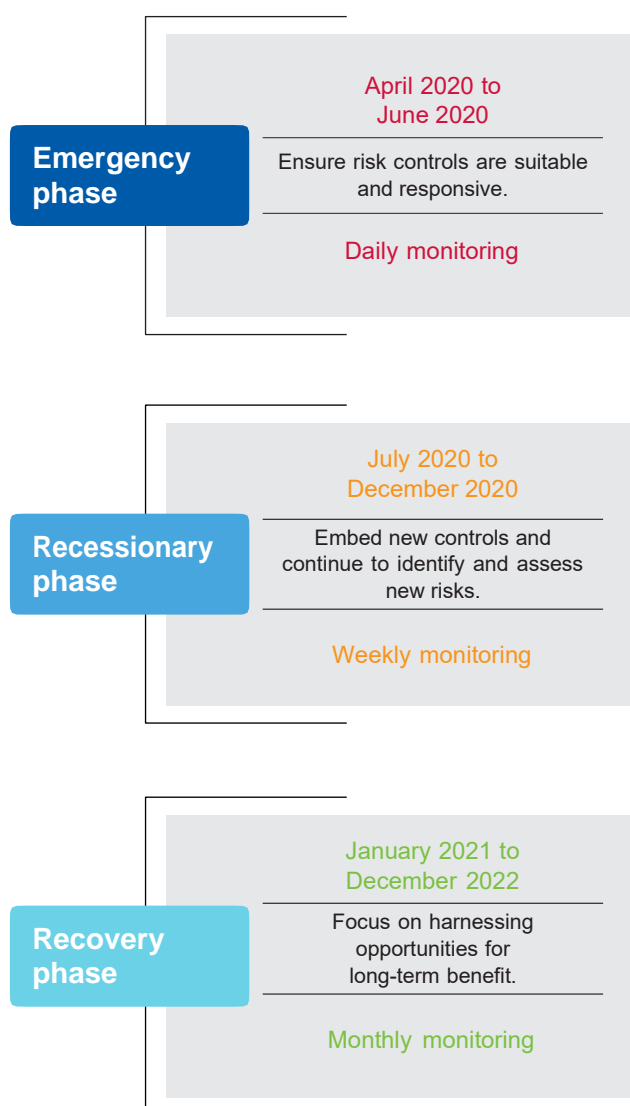 Emergency
phase
April 2020 to
June 2020
Ensure risk controls are suitable
and responsive.
Daily monitoring
Recessionary
phase
July 2020 to
December 2020
Embed new controls and
continue to identify and assess
new risks.
Weekly monitoring
Recovery
phase
January 2021 to
December 2022
Focus on harnessing
opportunities for
long-term benefit.
Monthly monitoring